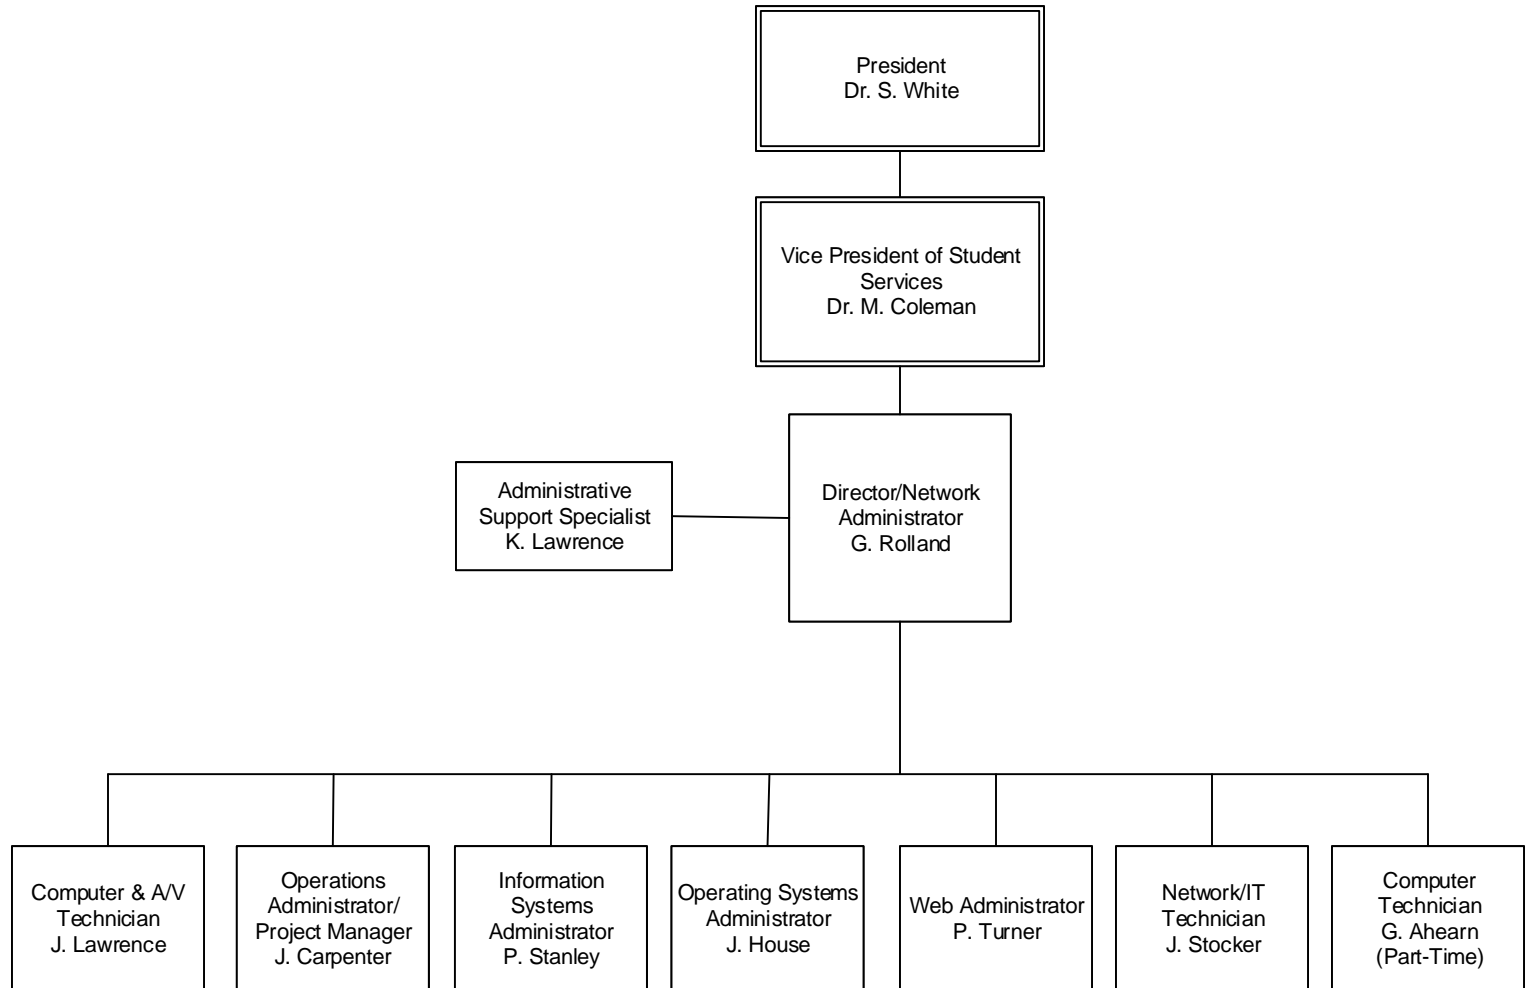 President
Dr. S. White
Vice President of Student
Services
Dr. M. Coleman
Administrative
Support Specialist
K. Lawrence
Director/Network
Administrator
G. Rolland
Computer & A/V
Technician
J. Lawrence
Operations
Administrator/
Project Manager
J. Carpenter
Information
Systems
Administrator
P. Stanley
Operating Systems
Administrator
J. House
Web Administrator
P. Turner
Network/IT
Technician
J. Stocker
Computer
Technician
G. Ahearn
(Part-Time)